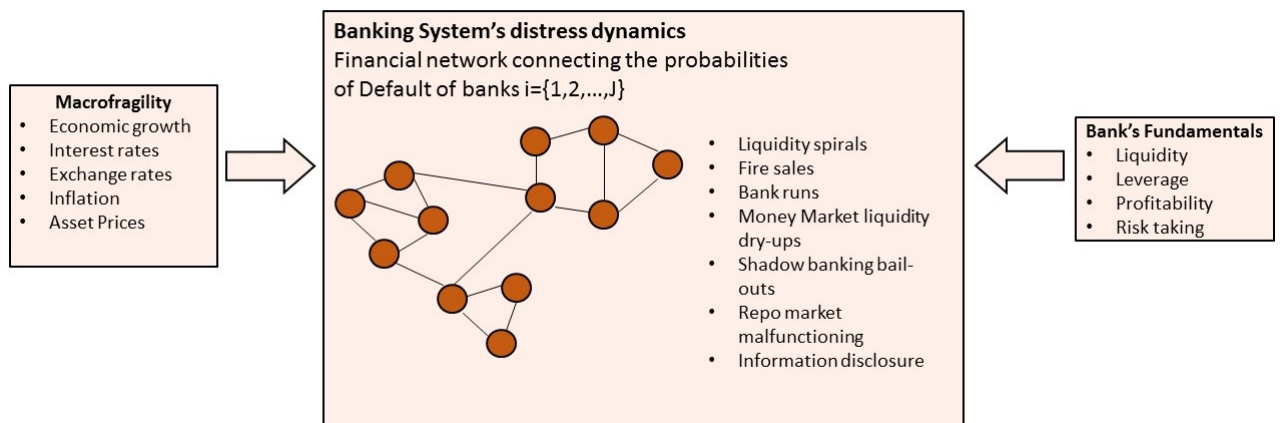 Macrofragility
• Economic growth
• Interest rates
• Exchange rates
• Inflation
• Asset Prices
Banking System’s distress dynamics
Financial network connecting the probabilities
of Default of banks i={1,2,...,J}
• Liquidity spirals
• Fire sales
• Bank runs
• Money Market liquidity
dry-ups
• Shadow banking bail-
outs
• Repo market
malfunctioning
• Information disclosure
Bank’s Fundamentals
• Liquidity
• Leverage
• Profitability
• Risk taking